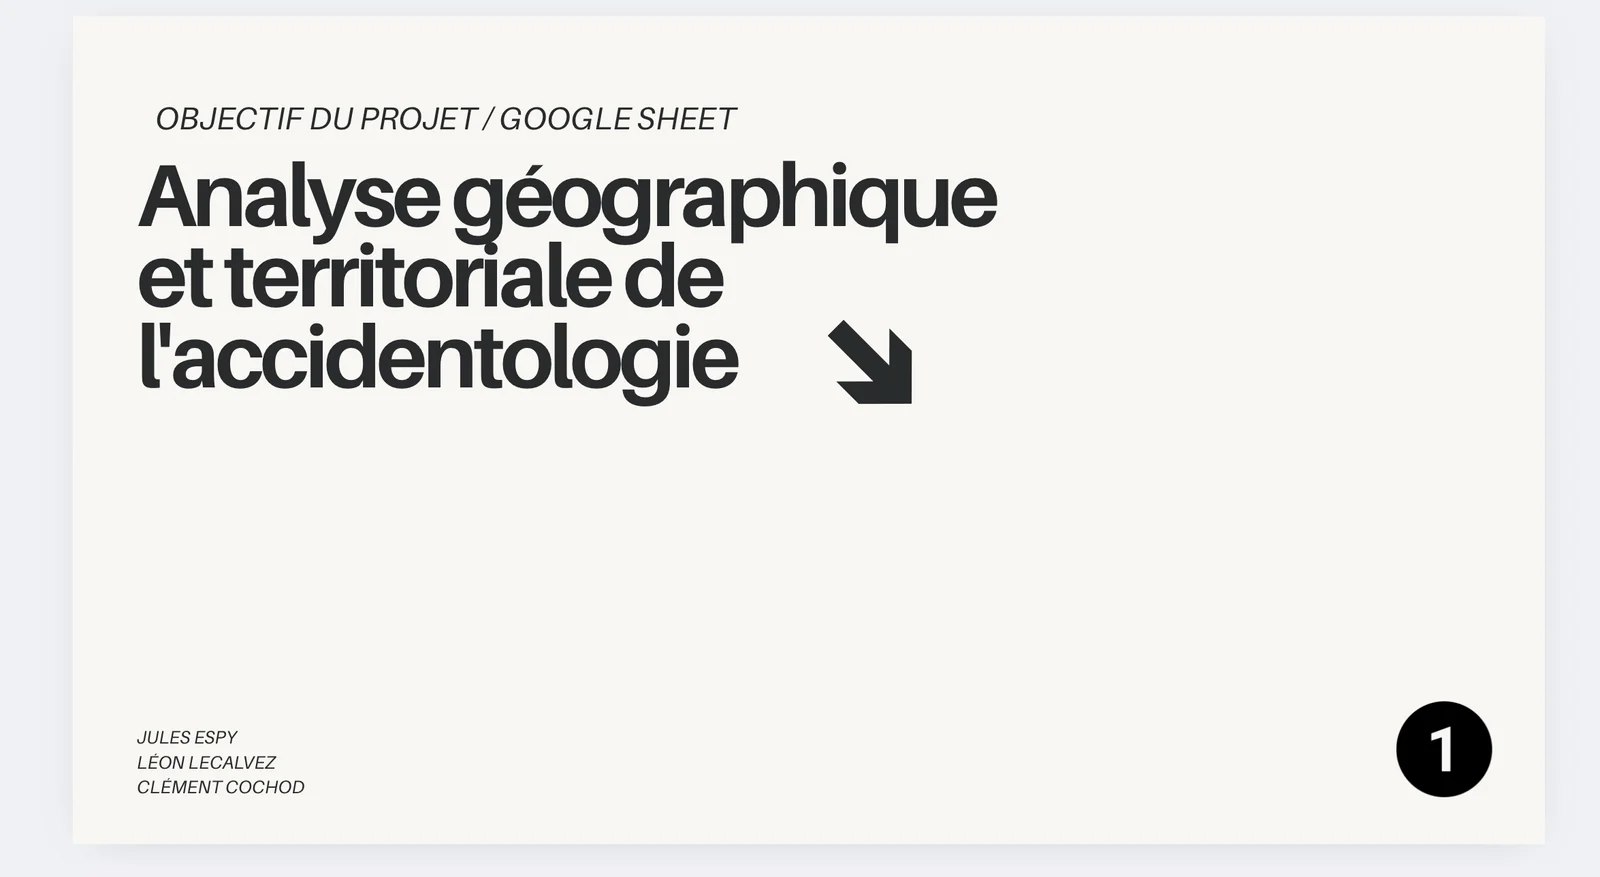 OBJECTIF DU PROJET / GOOGLE SHEET
Analyse géographique
et territoriale de
l'accidentologie
JULES ESPY
LÉON LECALVEZ
CLÉMENT COCHOD
1